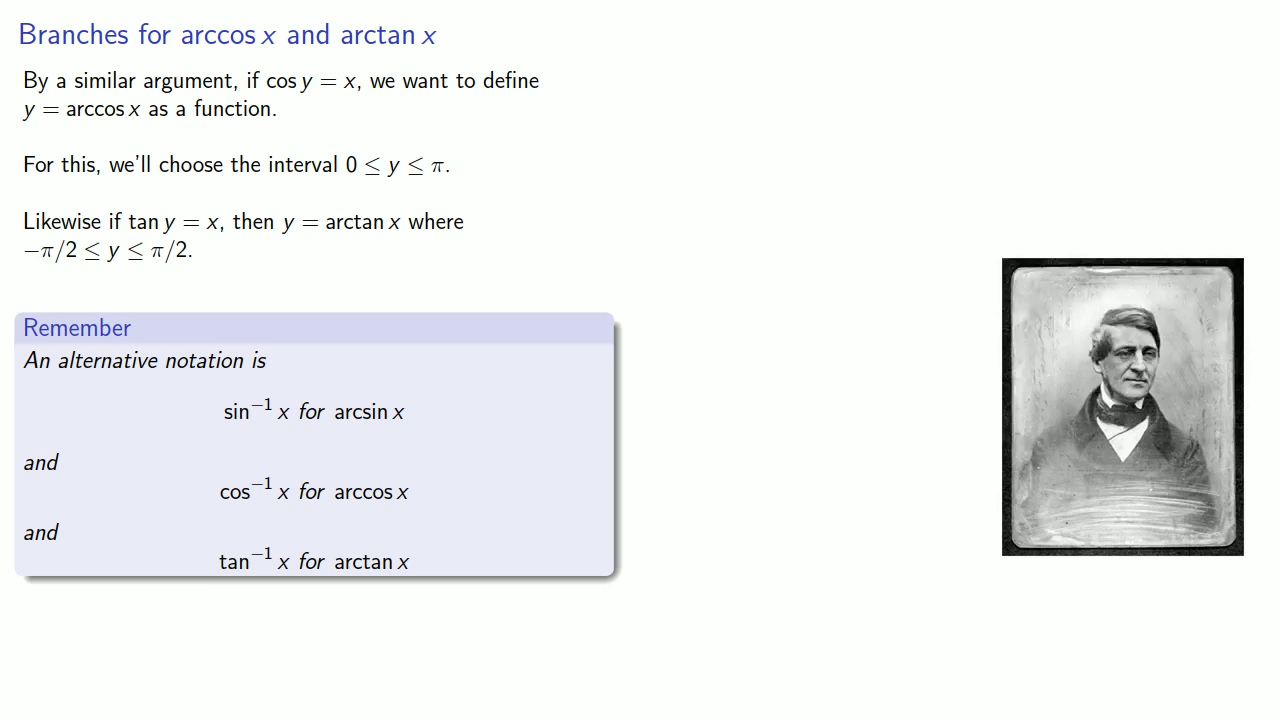 Branches for arccos x and arctan x
By a similar argument, if cos y = x, we want to define
y = arccos x as a function.
For this, we'll choose the interval 0 ≤ y ≤ π.
Likewise if tan y = x, then y = arctan x where
−π/2 ≤ y ≤ π/2.
Remember
An alternative notation is
sin⁻¹ x for arcsin x
and
cos⁻¹ x for arccos x
and
tan⁻¹ x for arctan x